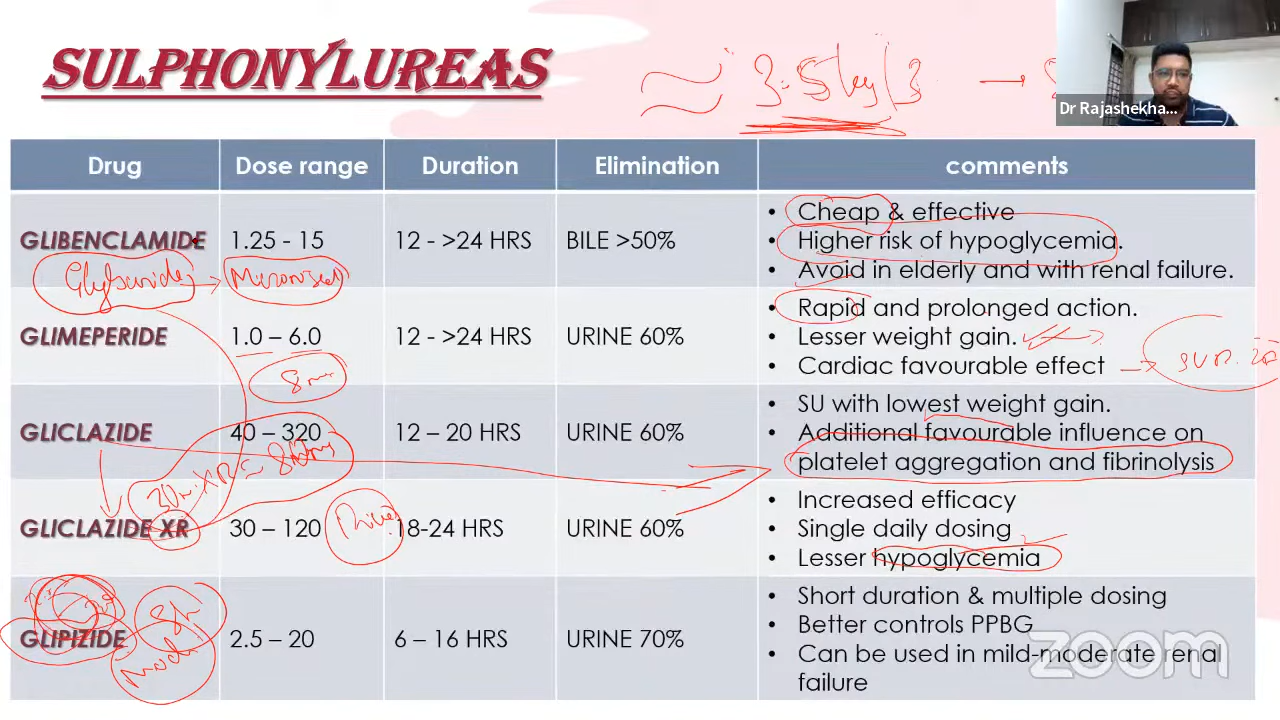 SULPHONYLUREAS
Dr Rajashekha...
Drug Dose range Duration Elimination comments
GLIBENCLAMIDE 1.25 - 15 12 - >24 HRS BILE >50%
• Cheap & effective
• Higher risk of hypoglycemia.
• Avoid in elderly and with renal failure.
GLIMEPERIDE 1.0 – 6.0 12 - >24 HRS URINE 60%
• Rapid and prolonged action.
• Lesser weight gain.
• Cardiac favourable effect
GLICLAZIDE 40 – 320 12 – 20 HRS URINE 60%
• SU with lowest weight gain.
• Additional favourable influence on
platelet aggregation and fibrinolysis
GLICLAZIDE XR 30 – 120 18-24 HRS URINE 60%
• Increased efficacy
• Single daily dosing
• Lesser hypoglycemia
GLIPIZIDE 2.5 – 20 6 – 16 HRS URINE 70%
• Short duration & multiple dosing
• Better controls PPBG
• Can be used in mild-moderate renal
failure
zoom